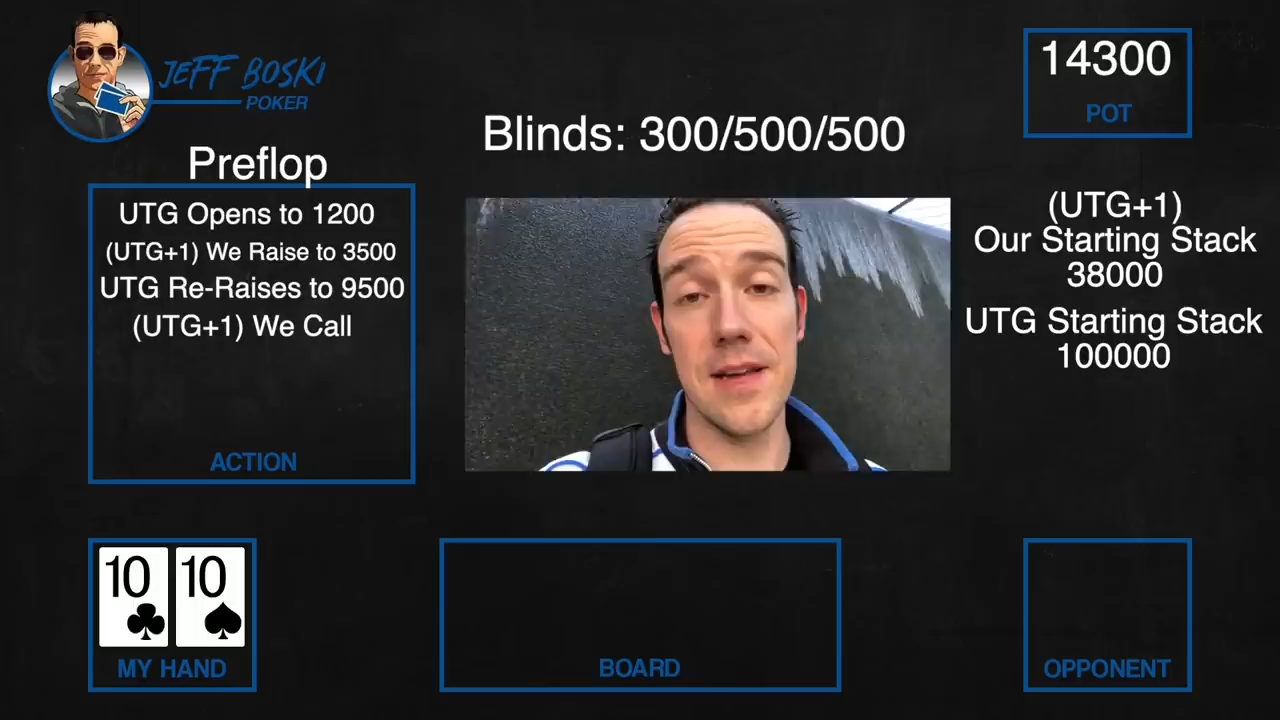 JEFF BOSKI
POKER
14300
POT
Blinds: 300/500/500
Preflop
UTG Opens to 1200
(UTG+1) We Raise to 3500
UTG Re-Raises to 9500
(UTG+1) We Call
ACTION
(UTG+1)
Our Starting Stack
38000
UTG Starting Stack
100000
10 10
MY HAND
BOARD
OPPONENT